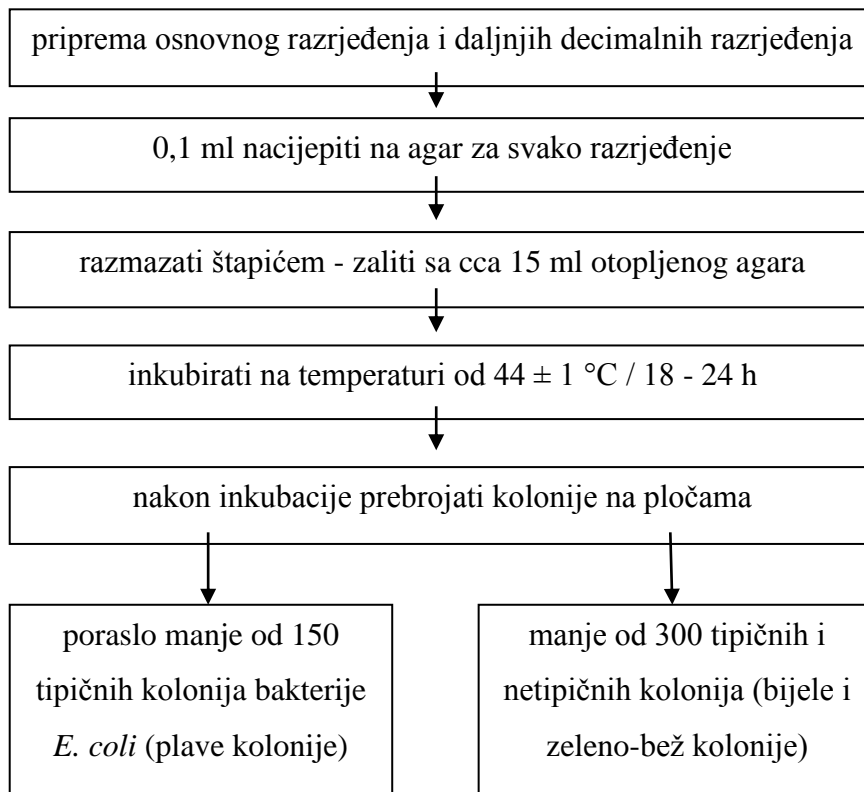 priprema osnovnog razrjeđenja i daljnjih decimalnih razrjeđenja
0,1 ml nacijepiti na agar za svako razrjeđenje
razmazati štapićem - zaliti sa cca 15 ml otopljenog agara
inkubirati na temperaturi od 44 ± 1 °C / 18 - 24 h
nakon inkubacije prebrojati kolonije na pločama
poraslo manje od 150
tipičnih kolonija bakterije
E. coli (plave kolonije)
manje od 300 tipičnih i
netipičnih kolonija (bijele i
zeleno-bež kolonije)